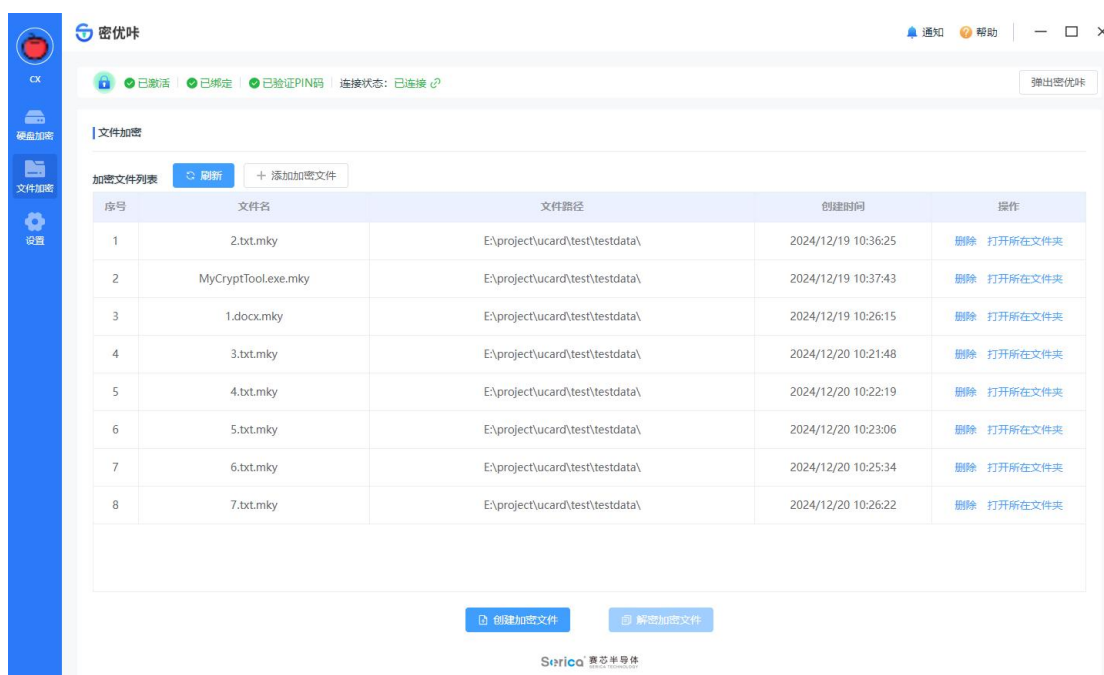 密优咔
通知 帮助
CX
已激活 已绑定 已验证PIN码 连接状态：已连接
弹出密优咔
硬盘加密
文件加密
设置
文件加密
加密文件列表 刷新 + 添加加密文件
序号 文件名 文件路径 创建时间 操作
1 2.txt.mky E:\project\ucard\test\testdata\ 2024/12/19 10:36:25 删除 打开所在文件夹
2 MyCryptTool.exe.mky E:\project\ucard\test\testdata\ 2024/12/19 10:37:43 删除 打开所在文件夹
3 1.docx.mky E:\project\ucard\test\testdata\ 2024/12/19 10:26:15 删除 打开所在文件夹
4 3.txt.mky E:\project\ucard\test\testdata\ 2024/12/20 10:21:48 删除 打开所在文件夹
5 4.txt.mky E:\project\ucard\test\testdata\ 2024/12/20 10:22:19 删除 打开所在文件夹
6 5.txt.mky E:\project\ucard\test\testdata\ 2024/12/20 10:23:06 删除 打开所在文件夹
7 6.txt.mky E:\project\ucard\test\testdata\ 2024/12/20 10:25:34 删除 打开所在文件夹
8 7.txt.mky E:\project\ucard\test\testdata\ 2024/12/20 10:26:22 删除 打开所在文件夹
创建加密文件 解密加密文件
Serica 赛芯半导体
SERICA TECHNOLOGY